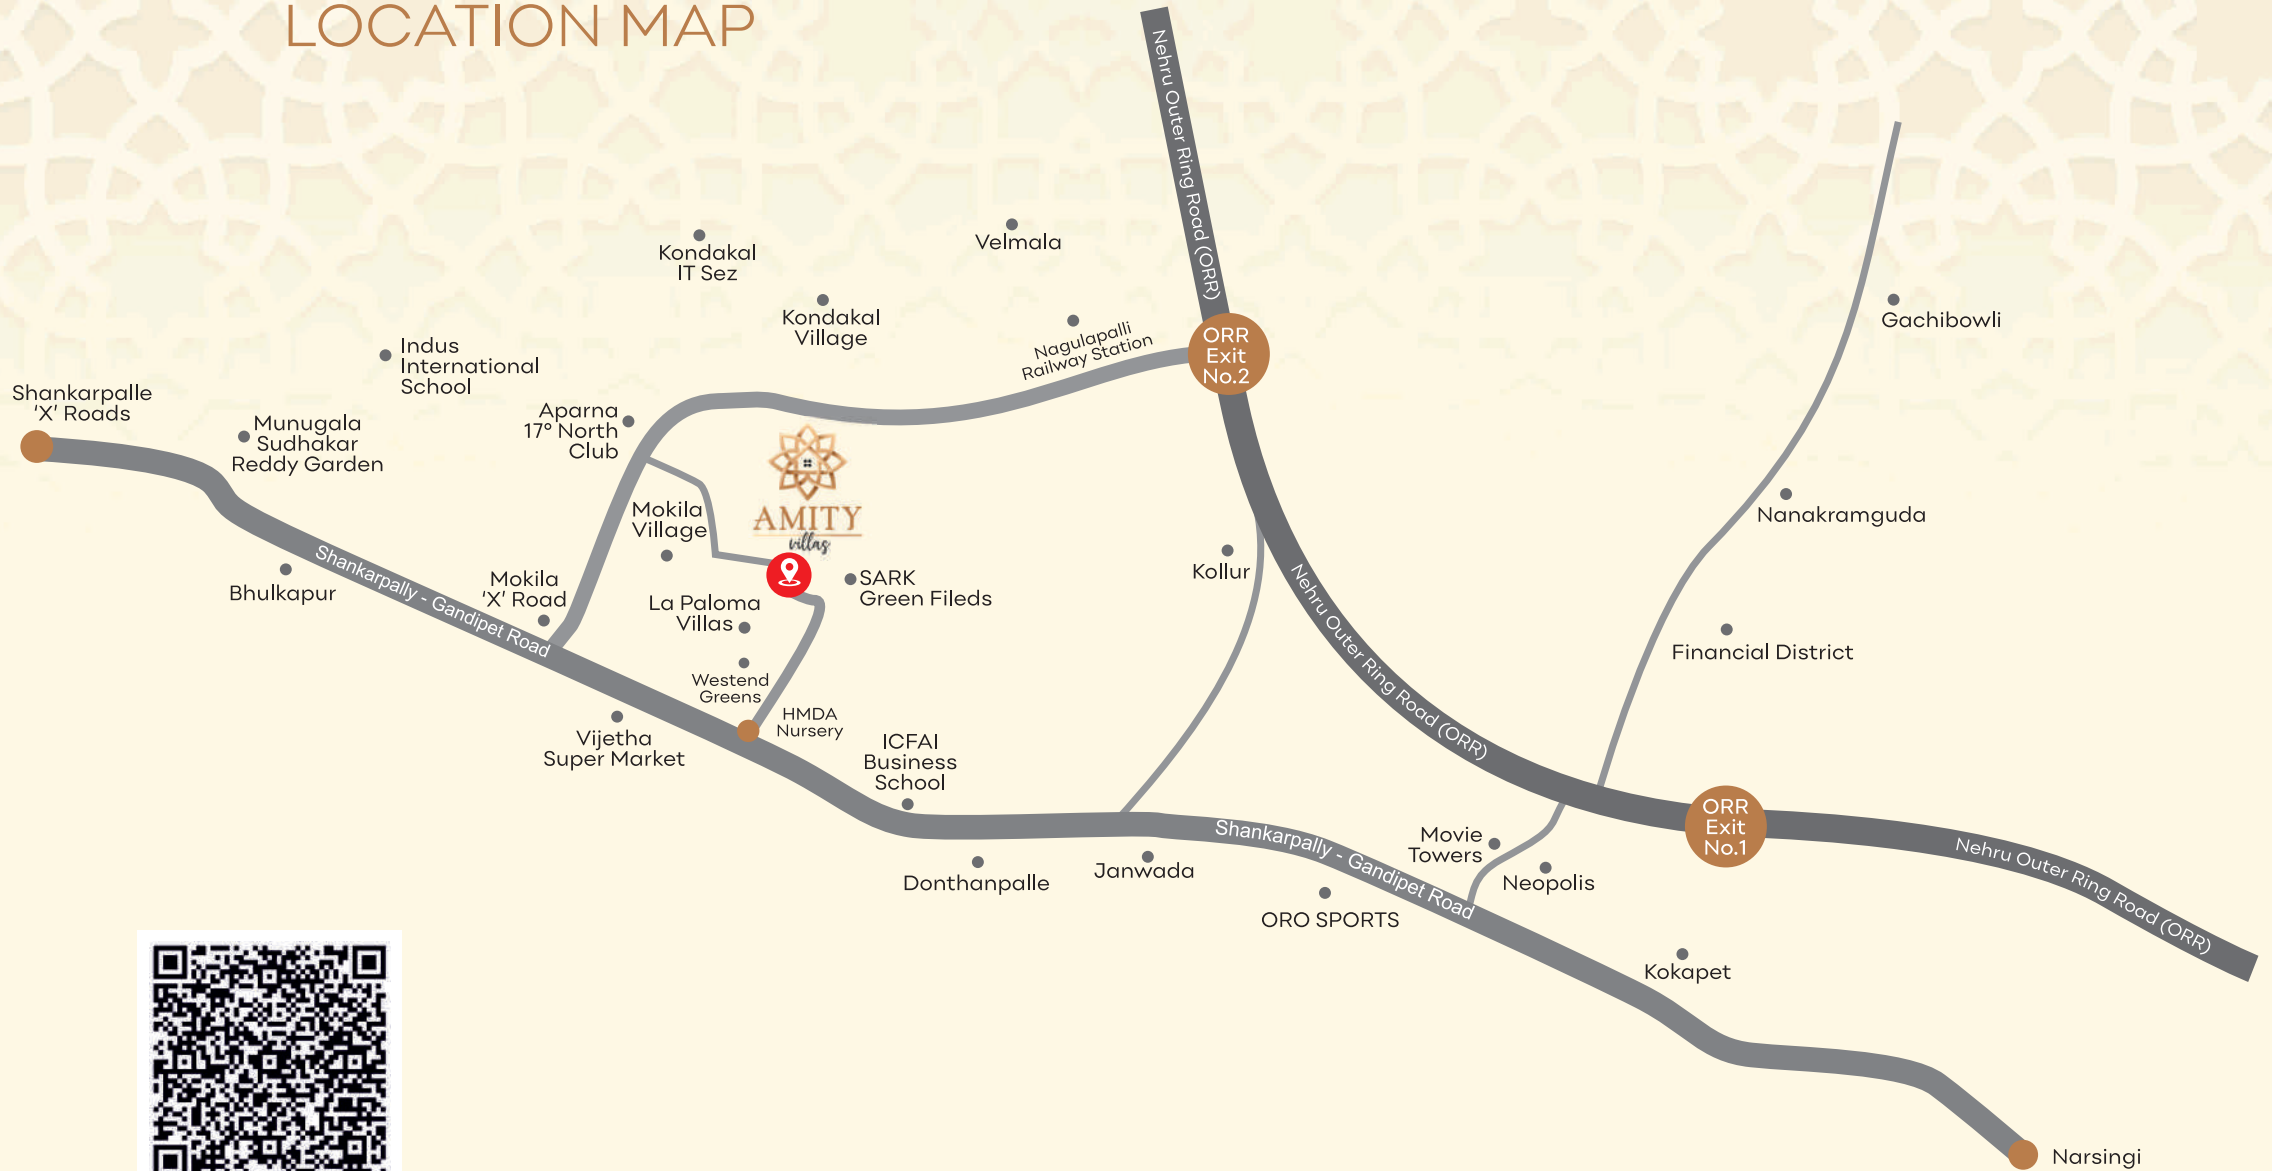 LOCATION MAP
Nehru Outer Ring Road (ORR)
Velmala
Kondakal
IT Sez
Kondakal
Village
Nagulapalli
Railway Station
ORR
Exit
No.2
Gachibowli
Indus
International
School
Shankarpalle
‘X’ Roads
Munugala
Sudhakar
Reddy Garden
Aparna
17° North
Club
Mokila
Village
AMITY
villas
Nanakramguda
Shankarpally - Gandipet Road
Bhulkapur
Mokila
‘X’ Road
La Paloma
Villas
SARK
Green Fileds
Kollur
Nehru Outer Ring Road (ORR)
Financial District
Westend
Greens
HMDA
Nursery
Vijetha
Super Market
ICFAI
Business
School
Donthanpalle
Janwada
Shankarpally - Gandipet Road
ORO SPORTS
Movie
Towers
Neopolis
ORR
Exit
No.1
Nehru Outer Ring Road (ORR)
Kokapet
Narsingi